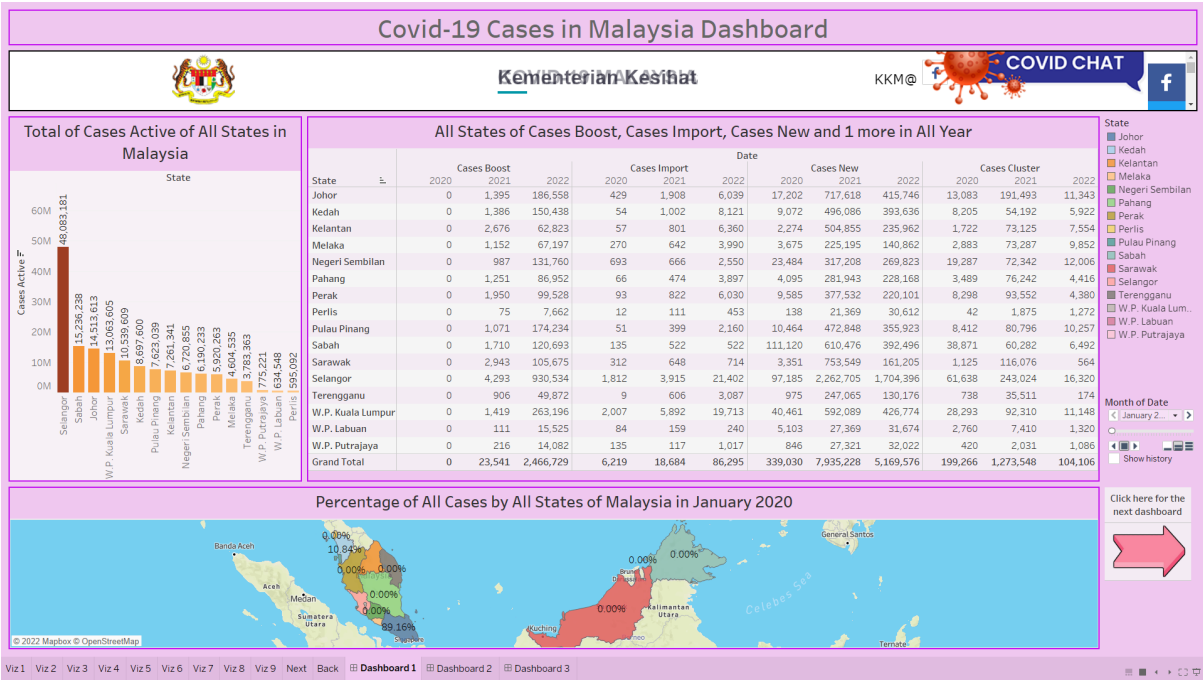 Covid-19 Cases in Malaysia Dashboard
Kementerian Kesihat
KKM@
COVID CHAT
Total of Cases Active of All States in
Malaysia
State
Cases Active
60M
50M
40M
30M
20M
10M
0M
48,083,181
15,236,238
14,513,613
13,063,605
10,539,609
8,697,600
7,623,039
7,261,341
6,720,855
6,190,233
5,920,263
4,604,535
3,783,363
775,221
634,548
595,092
Selangor
Sabah
Johor
W.P. Kuala Lumpur
Sarawak
Kedah
Pulau Pinang
Kelantan
Negeri Sembilan
Pahang
Perak
Melaka
Terengganu
W.P. Putrajaya
W.P. Labuan
Perlis
All States of Cases Boost, Cases Import, Cases New and 1 more in All Year
Date
Cases Boost Cases Import Cases New Cases Cluster
State 2020 2021 2022 2020 2021 2022 2020 2021 2022 2020 2021 2022
Johor 0 1,395 186,558 429 1,908 6,039 17,202 717,618 415,746 13,083 191,493 11,343
Kedah 0 1,386 150,438 54 1,002 8,121 9,072 496,086 393,636 8,205 54,192 5,922
Kelantan 0 2,676 62,823 57 801 6,360 2,274 504,855 235,962 1,722 73,125 7,554
Melaka 0 1,152 67,197 270 642 3,990 3,675 225,195 140,862 2,883 73,287 9,852
Negeri Sembilan 0 987 131,760 693 666 2,550 23,484 317,208 269,823 19,287 72,342 12,006
Pahang 0 1,251 86,952 66 474 3,897 4,095 281,943 228,168 3,489 76,242 4,416
Perak 0 1,950 99,528 93 822 6,030 9,585 377,532 220,101 8,298 93,552 4,380
Perlis 0 75 7,662 12 111 453 138 21,369 30,612 42 1,875 1,272
Pulau Pinang 0 1,071 174,234 51 399 2,160 10,464 472,848 355,923 8,412 80,796 10,257
Sabah 0 1,710 120,693 135 522 522 111,120 610,476 392,496 38,871 60,282 6,492
Sarawak 0 2,943 105,675 312 648 714 3,351 753,549 161,205 1,125 116,076 564
Selangor 0 4,293 930,534 1,812 3,915 21,402 97,185 2,262,705 1,704,396 61,638 243,024 16,320
Terengganu 0 906 49,872 9 606 3,087 975 247,065 130,176 738 35,511 174
W.P. Kuala Lumpur 0 1,419 263,196 2,007 5,892 19,713 40,461 592,089 426,774 28,293 92,310 11,148
W.P. Labuan 0 111 15,525 84 159 240 5,103 27,369 31,674 2,760 7,410 1,320
W.P. Putrajaya 0 216 14,082 135 117 1,017 846 27,321 32,022 420 2,031 1,086
Grand Total 0 23,541 2,466,729 6,219 18,684 86,295 339,030 7,935,228 5,169,576 199,266 1,273,548 104,106
State
Johor
Kedah
Kelantan
Melaka
Negeri Sembilan
Pahang
Perak
Perlis
Pulau Pinang
Sabah
Sarawak
Selangor
Terengganu
W.P. Kuala Lum..
W.P. Labuan
W.P. Putrajaya
Month of Date
January 2...
Show history
Percentage of All Cases by All States of Malaysia in January 2020
Click here for the
next dashboard
0.00%
General Santos
Banda Aceh
10.84%
0.00%
0.00%
0.00%
0.00%
Aceh
0.00%
Medan
Sumatera
Utara
0.00%
0.00%
89.16%
Kuching
Kalimantan
Utara
Celebes Sea
Ternate
© 2022 Mapbox © OpenStreetMap
Viz 1 Viz 2 Viz 3 Viz 4 Viz 5 Viz 6 Viz 7 Viz 8 Viz 9 Next Back Dashboard 1 Dashboard 2 Dashboard 3